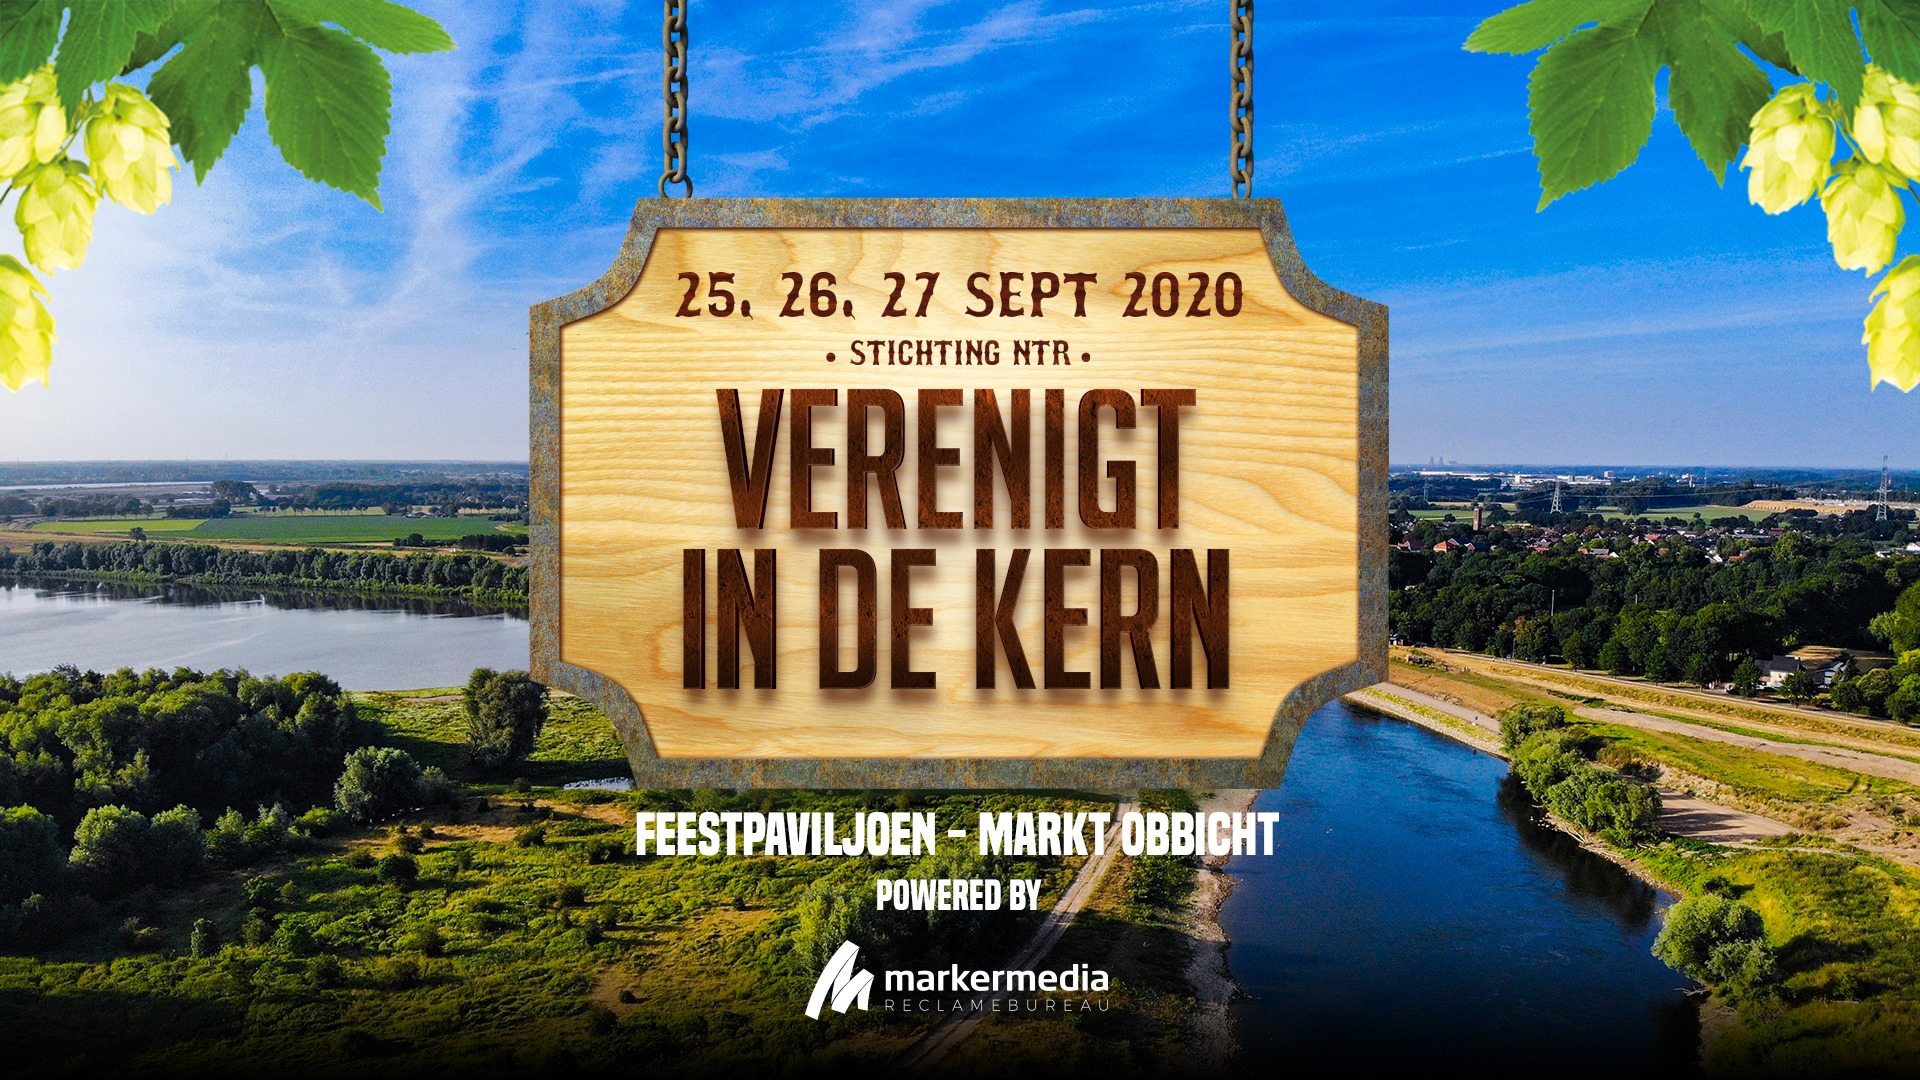 25, 26, 27 SEPT 2020
• STICHTING NTR •
VERENIGT
IN DE KERN
FEESTPAVILJOEN - MARKT OBBICHT
POWERED BY
markermedia
RECLAMEBUREAU